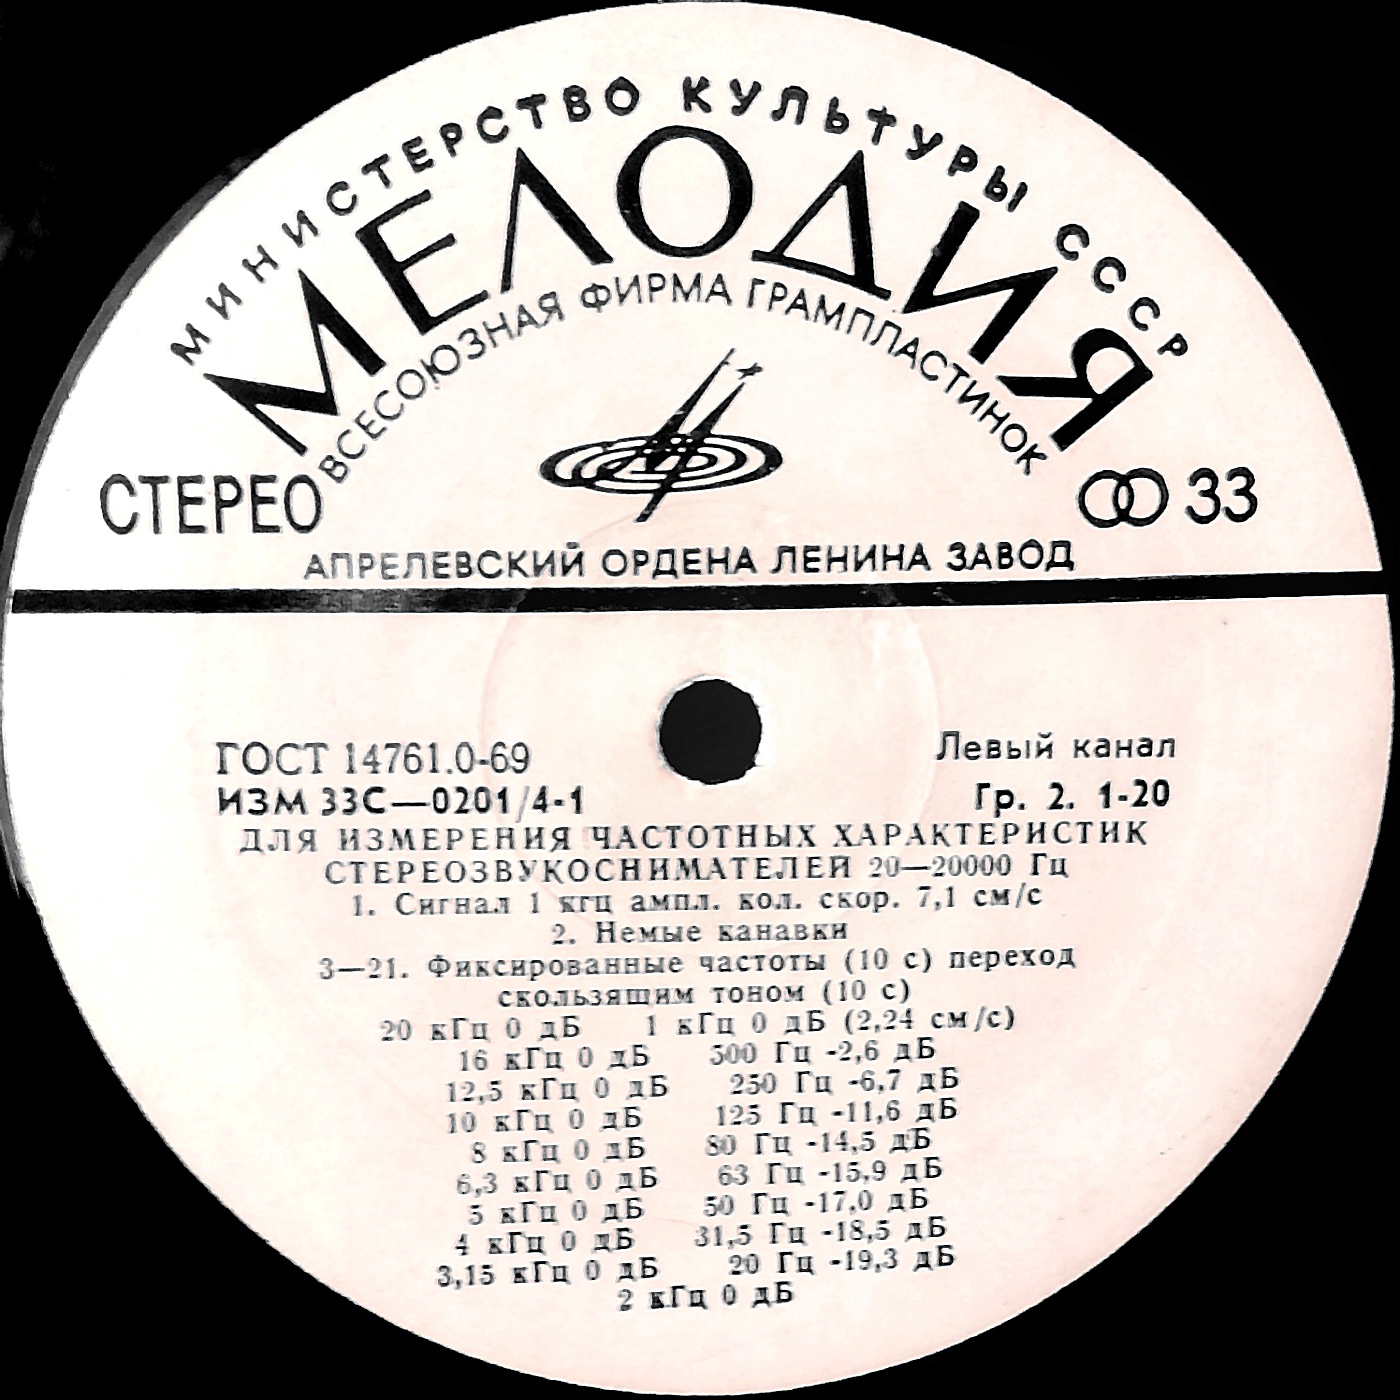 МИНИСТЕРСТВО КУЛЬТУРЫ СССР
МЕЛОДИЯ
ВСЕСОЮЗНАЯ ФИРМА ГРАМПЛАСТИНОК
СТЕРЕО 33
АПРЕЛЕВСКИЙ ОРДЕНА ЛЕНИНА ЗАВОД
ГОСТ 14761.0-69 Левый канал
ИЗМ 33С—0201/4-1 Гр. 2. 1-20
ДЛЯ ИЗМЕРЕНИЯ ЧАСТОТНЫХ ХАРАКТЕРИСТИК
СТЕРЕОЗВУКОСНИМАТЕЛЕЙ 20—20000 Гц
1. Сигнал 1 кгц ампл. кол. скор. 7,1 см/с
2. Немые канавки
3—21. Фиксированные частоты (10 с) переход
скользящим тоном (10 с)
20 кГц 0 дБ 1 кГц 0 дБ (2,24 см/с)
16 кГц 0 дБ 500 Гц -2,6 дБ
12,5 кГц 0 дБ 250 Гц -6,7 дБ
10 кГц 0 дБ 125 Гц -11,6 дБ
8 кГц 0 дБ 80 Гц -14,5 дБ
6,3 кГц 0 дБ 63 Гц -15,9 дБ
5 кГц 0 дБ 50 Гц -17,0 дБ
4 кГц 0 дБ 31,5 Гц -18,5 дБ
3,15 кГц 0 дБ 20 Гц -19,3 дБ
2 кГц 0 дБ